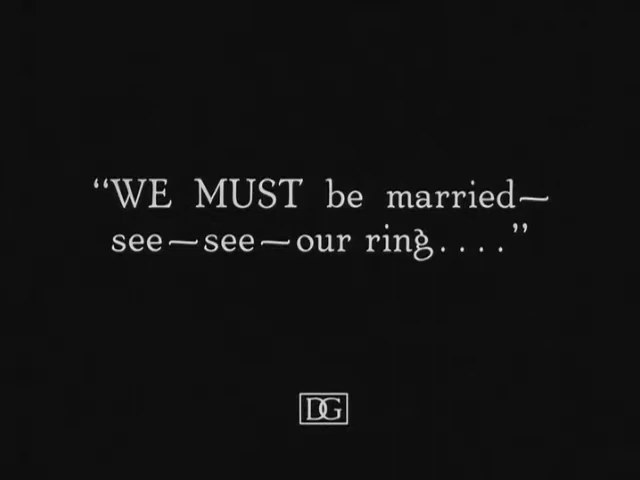 “WE MUST be married—
see—see—our ring....”
DG